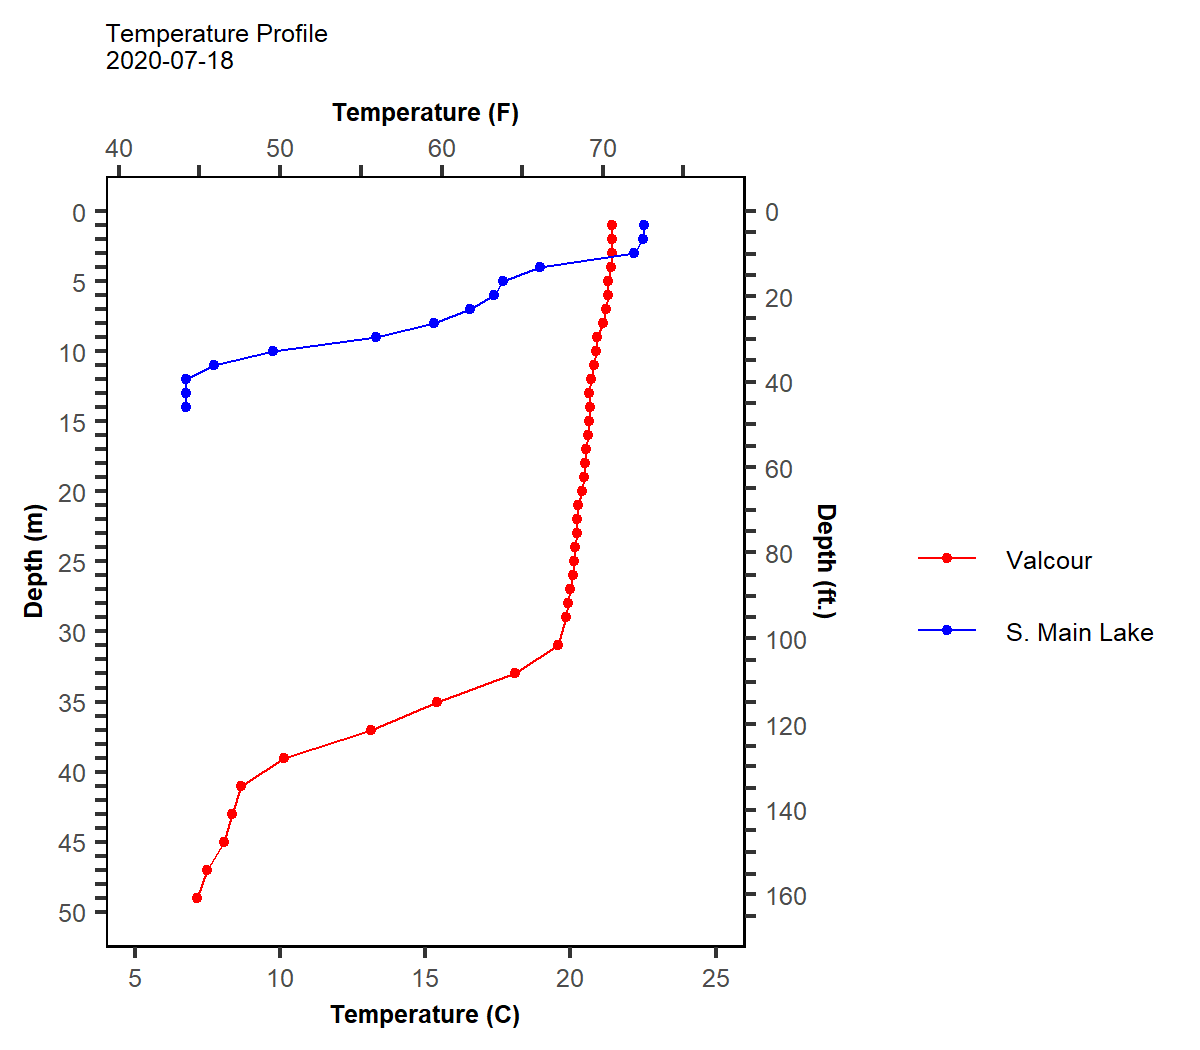 Temperature Profile
2020-07-18
Temperature (F)
40 50 60 70
0 0
5
20
10
40
15
60
20
Depth (m) Depth (ft.)
80
25
Valcour
30 100
S. Main Lake
35
120
40
140
45
160
50
5 10 15 20 25
Temperature (C)